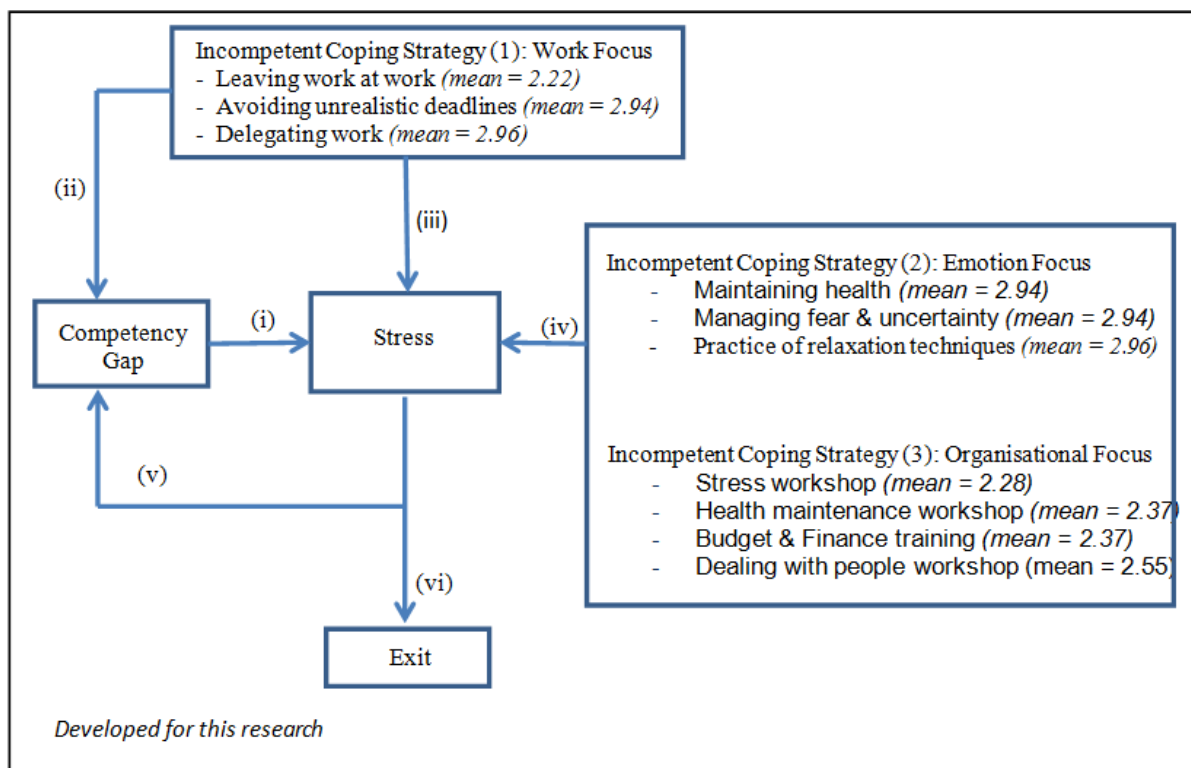 Incompetent Coping Strategy (1): Work Focus
- Leaving work at work (mean = 2.22)
- Avoiding unrealistic deadlines (mean = 2.94)
- Delegating work (mean = 2.96)
(ii)
(iii)
Incompetent Coping Strategy (2): Emotion Focus
- Maintaining health (mean = 2.94)
- Managing fear & uncertainty (mean = 2.94)
- Practice of relaxation techniques (mean = 2.96)
Competency
Gap
(i)
Stress
(iv)
Incompetent Coping Strategy (3): Organisational Focus
- Stress workshop (mean = 2.28)
- Health maintenance workshop (mean = 2.37)
- Budget & Finance training (mean = 2.37)
- Dealing with people workshop (mean = 2.55)
(v)
(vi)
Exit
Developed for this research